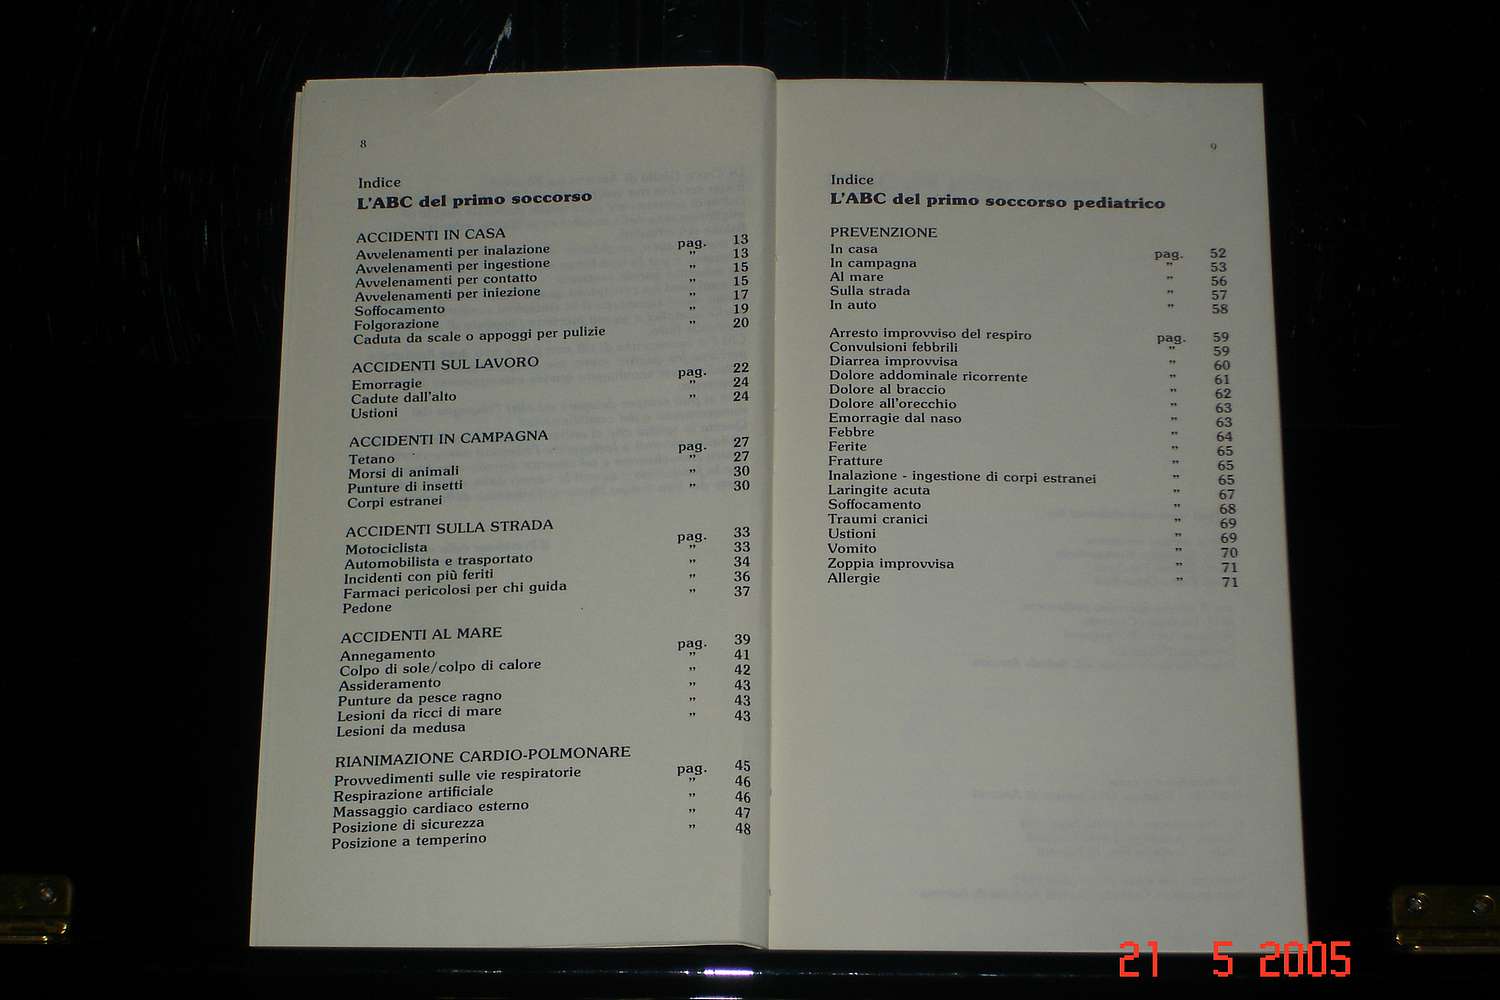 8
Indice
L'ABC del primo soccorso
ACCIDENTI IN CASA
Avvelenamenti per inalazione pag. 13
Avvelenamenti per ingestione " 13
Avvelenamenti per contatto " 15
Avvelenamenti per iniezione " 15
Soffocamento " 17
Folgorazione " 19
Caduta da scale o appoggi per pulizie " 20
ACCIDENTI SUL LAVORO
Emorragie pag. 22
Cadute dall'alto " 24
Ustioni " 24
ACCIDENTI IN CAMPAGNA
Tetano pag. 27
Morsi di animali " 27
Punture di insetti " 30
Corpi estranei " 30
ACCIDENTI SULLA STRADA
Motociclista pag. 33
Automobilista e trasportato " 33
Incidenti con più feriti " 34
Farmaci pericolosi per chi guida " 36
Pedone " 37
ACCIDENTI AL MARE
Annegamento pag. 39
Colpo di sole/colpo di calore " 41
Assideramento " 42
Punture da pesce ragno " 43
Lesioni da ricci di mare " 43
Lesioni da medusa " 43
RIANIMAZIONE CARDIO-POLMONARE
Provvedimenti sulle vie respiratorie pag. 45
Respirazione artificiale " 46
Massaggio cardiaco esterno " 46
Posizione di sicurezza " 47
Posizione a temperino " 48
9
Indice
L'ABC del primo soccorso pediatrico
PREVENZIONE
In casa pag. 52
In campagna " 53
Al mare " 56
Sulla strada " 57
In auto " 58
Arresto improvviso del respiro pag. 59
Convulsioni febbrili " 59
Diarrea improvvisa " 60
Dolore addominale ricorrente " 61
Dolore al braccio " 62
Dolore all'orecchio " 63
Emorragie dal naso " 63
Febbre " 64
Ferite " 65
Fratture " 65
Inalazione - ingestione di corpi estranei " 65
Laringite acuta " 67
Soffocamento " 68
Traumi cranici " 69
Ustioni " 69
Vomito " 70
Zoppia improvvisa " 71
Allergie " 71
21 5 2005